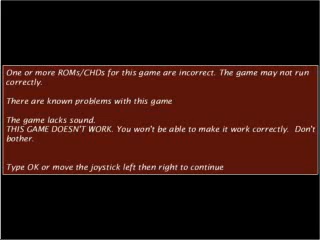 One or more ROMs/CHDs for this game are incorrect. The game may not run
correctly.
There are known problems with this game
The game lacks sound.
THIS GAME DOESN'T WORK. You won't be able to make it work correctly.  Don't
bother.
Type OK or move the joystick left then right to continue